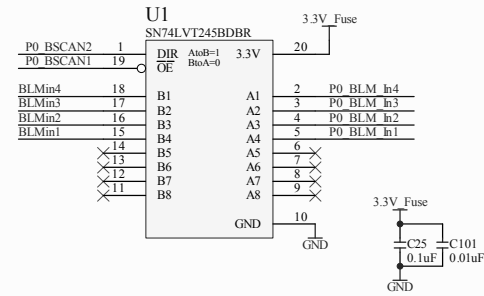 U1
SN74LVT245BDBR
3.3V_Fuse
P0_BSCAN2 1 DIR AtoB=1 3.3V 20
P0_BSCAN1 19 OE BtoA=0
BLMin4 18 B1 A1 2 P0_BLM_In4
BLMin3 17 B2 A2 3 P0_BLM_In3
BLMin2 16 B3 A3 4 P0_BLM_In2
BLMin1 15 B4 A4 5 P0_BLM_In1
14 B5 A5 6
13 B6 A6 7
12 B7 A7 8
11 B8 A8 9
GND 10
GND
3.3V_Fuse
C25 C101
0.1uF 0.01uF
GND